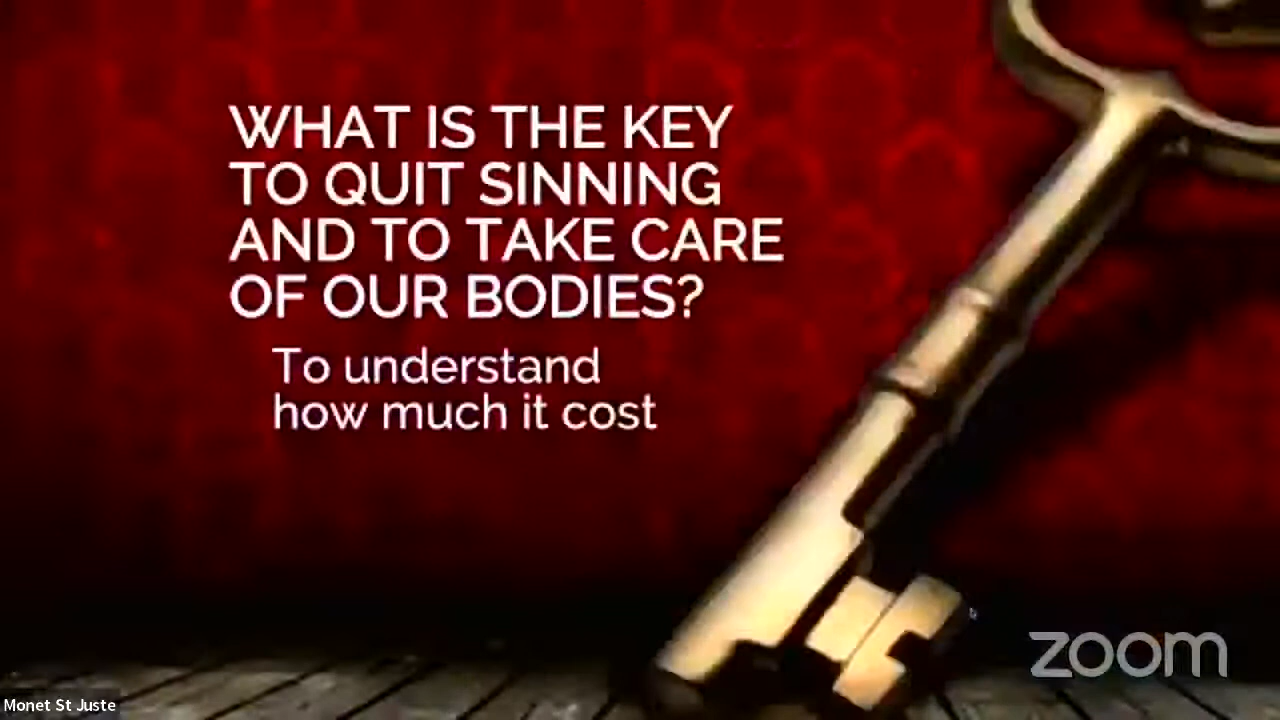 WHAT IS THE KEY
TO QUIT SINNING
AND TO TAKE CARE
OF OUR BODIES?
To understand
how much it cost
zoom
Monet St Juste